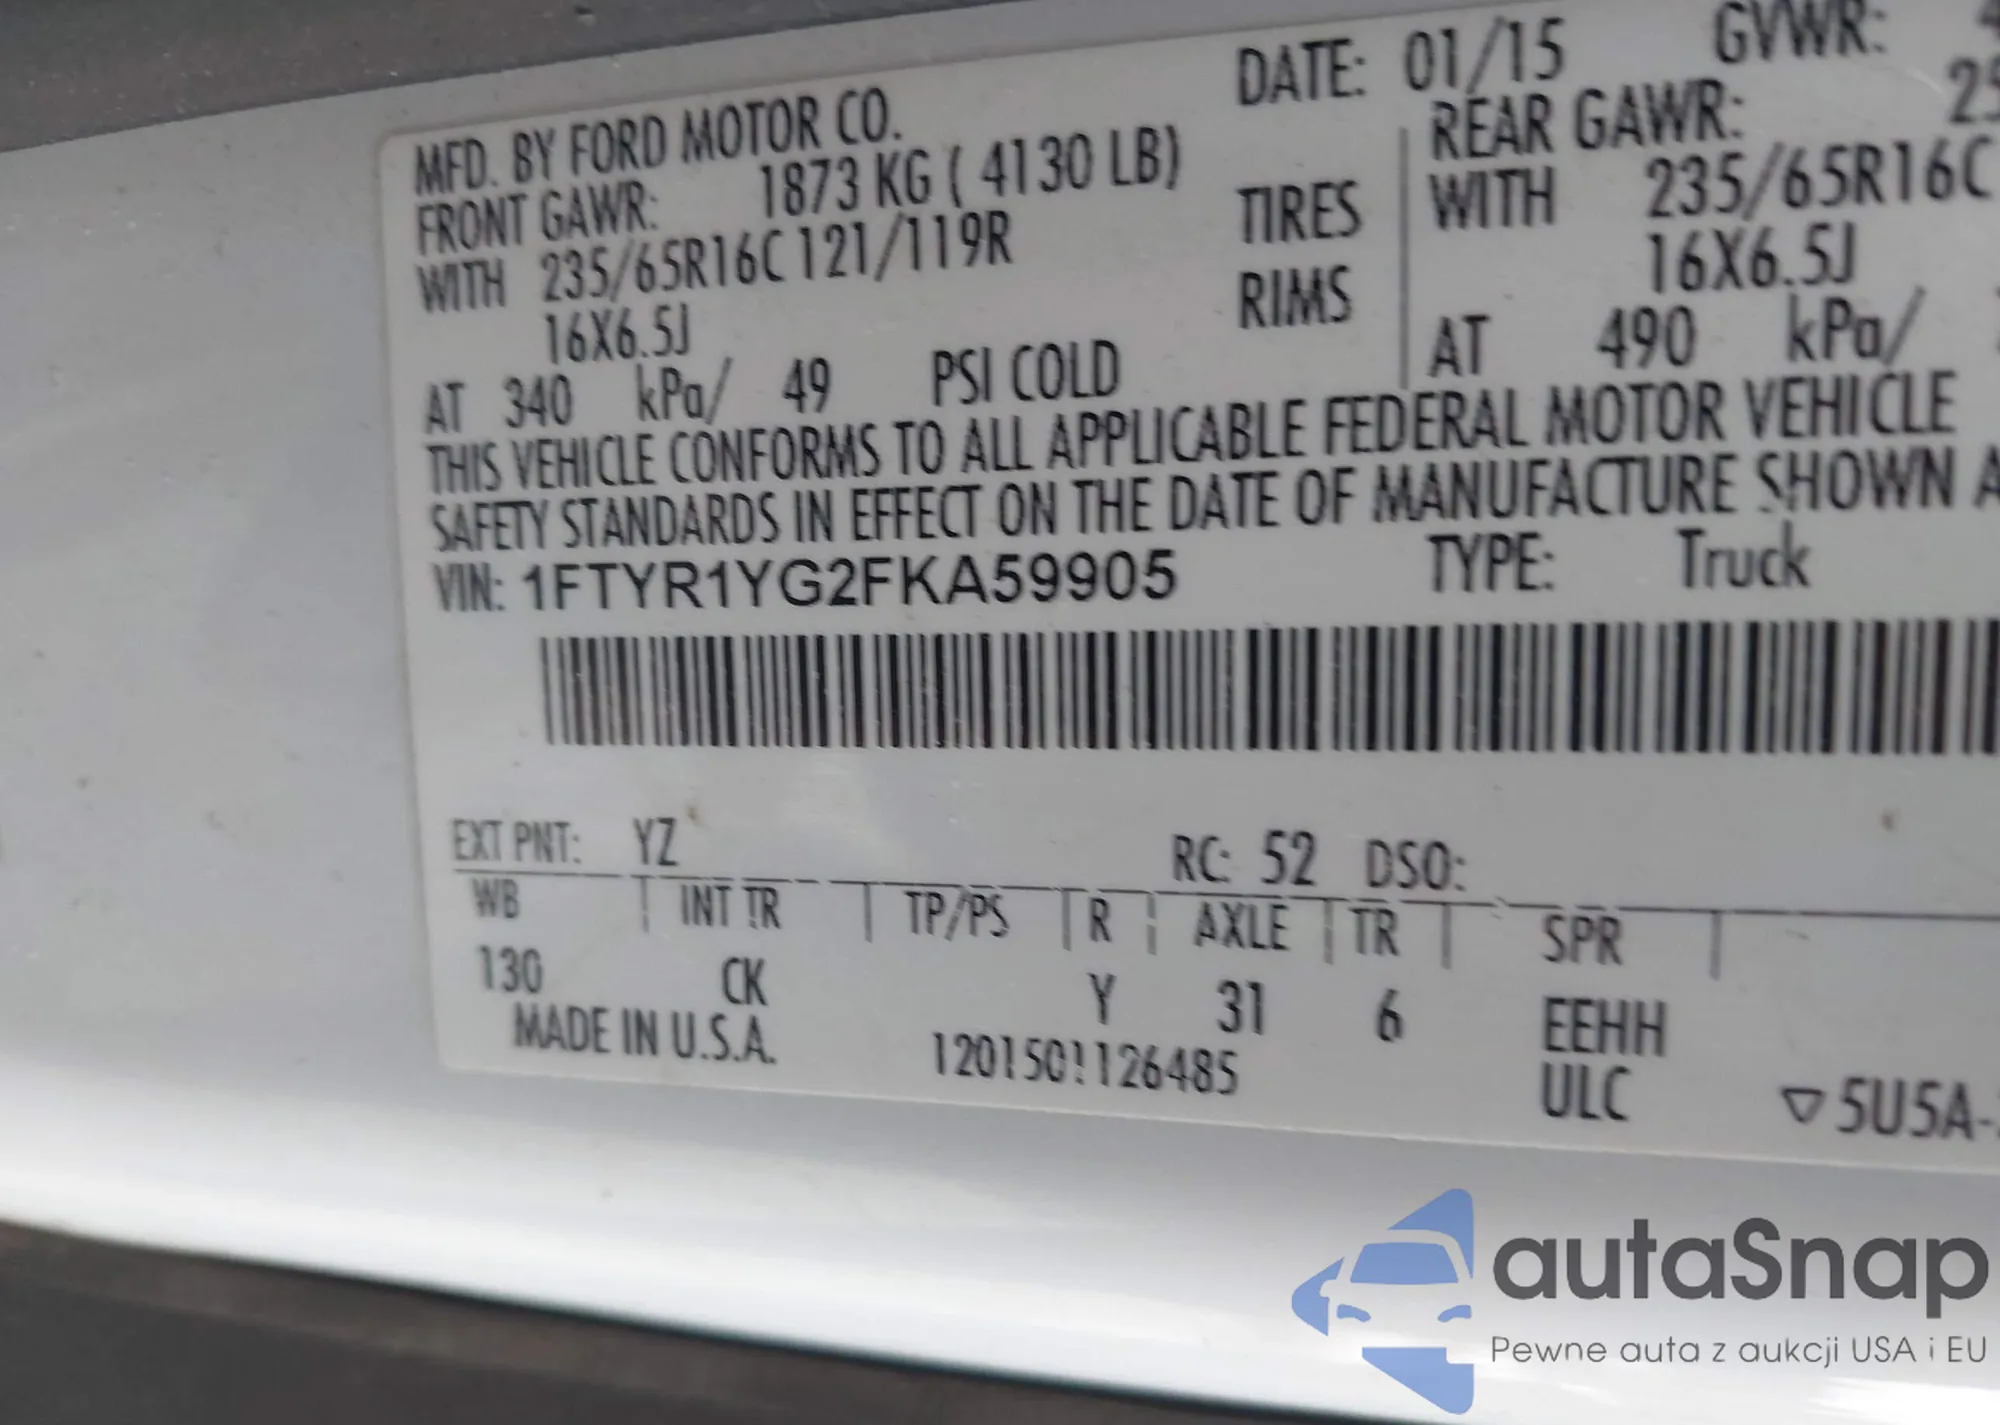 MFD. BY FORD MOTOR CO.
DATE: 01/15
GVWR:
FRONT GAWR: 1873 KG ( 4130 LB)
REAR GAWR:
WITH 235/65R16C 121/119R
TIRES
WITH 235/65R16C
16X6.5J
RIMS
16X6.5J
AT 340 kPa/ 49 PSI COLD
AT 490 kPa/
THIS VEHICLE CONFORMS TO ALL APPLICABLE FEDERAL MOTOR VEHICLE
SAFETY STANDARDS IN EFFECT ON THE DATE OF MANUFACTURE SHOWN
VIN: 1FTYR1YG2FKA59905
TYPE: Truck
EXT PNT: YZ
RC: 52 DSO:
WB | INT TR | TP/PS | R | AXLE | TR | SPR |
130 CK Y 31 6 EEHH
MADE IN U.S.A.
1201501126485
ULC
▽ 5U5A-
autaSnap
Pewne auta z aukcji USA i EU